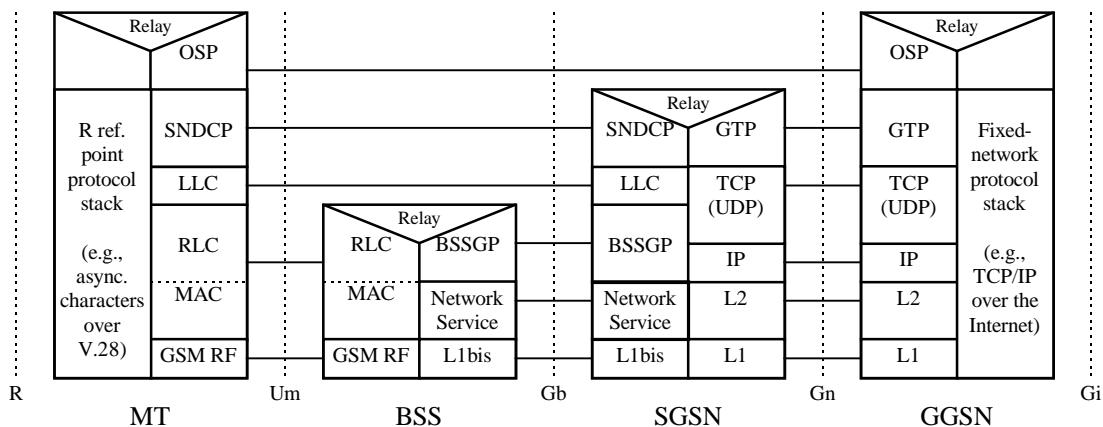 Relay
OSP
R ref.
point
protocol
stack
(e.g.,
async.
characters
over
V.28)
SNDCP
LLC
RLC
MAC
GSM RF
Relay
RLC
MAC
GSM RF
BSSGP
Network
Service
L1bis
Relay
SNDCP
LLC
BSSGP
Network
Service
L1bis
GTP
TCP
(UDP)
IP
L2
L1
Relay
OSP
GTP
TCP
(UDP)
IP
L2
L1
Fixed-
network
protocol
stack
(e.g.,
TCP/IP
over the
Internet)
R
Um
Gb
Gn
Gi
MT
BSS
SGSN
GGSN